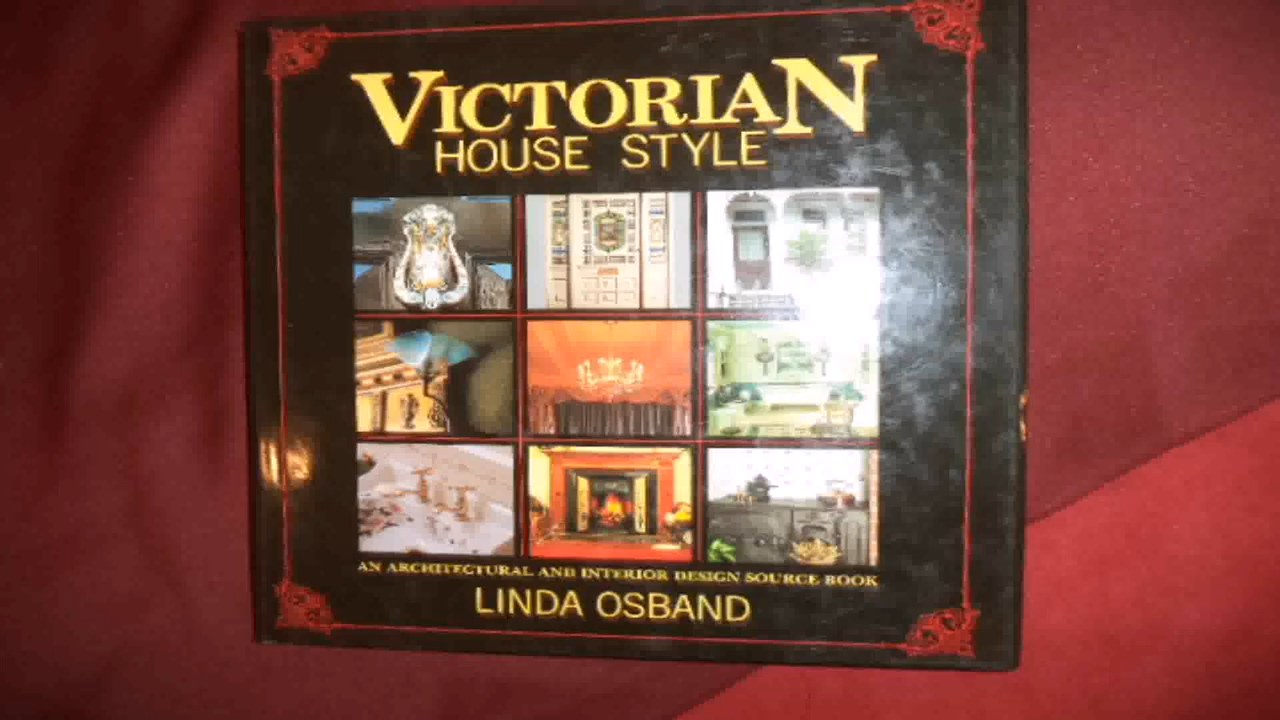 VICTORIAN
HOUSE STYLE
AN ARCHITECTURAL AND INTERIOR DESIGN SOURCE BOOK
LINDA OSBAND